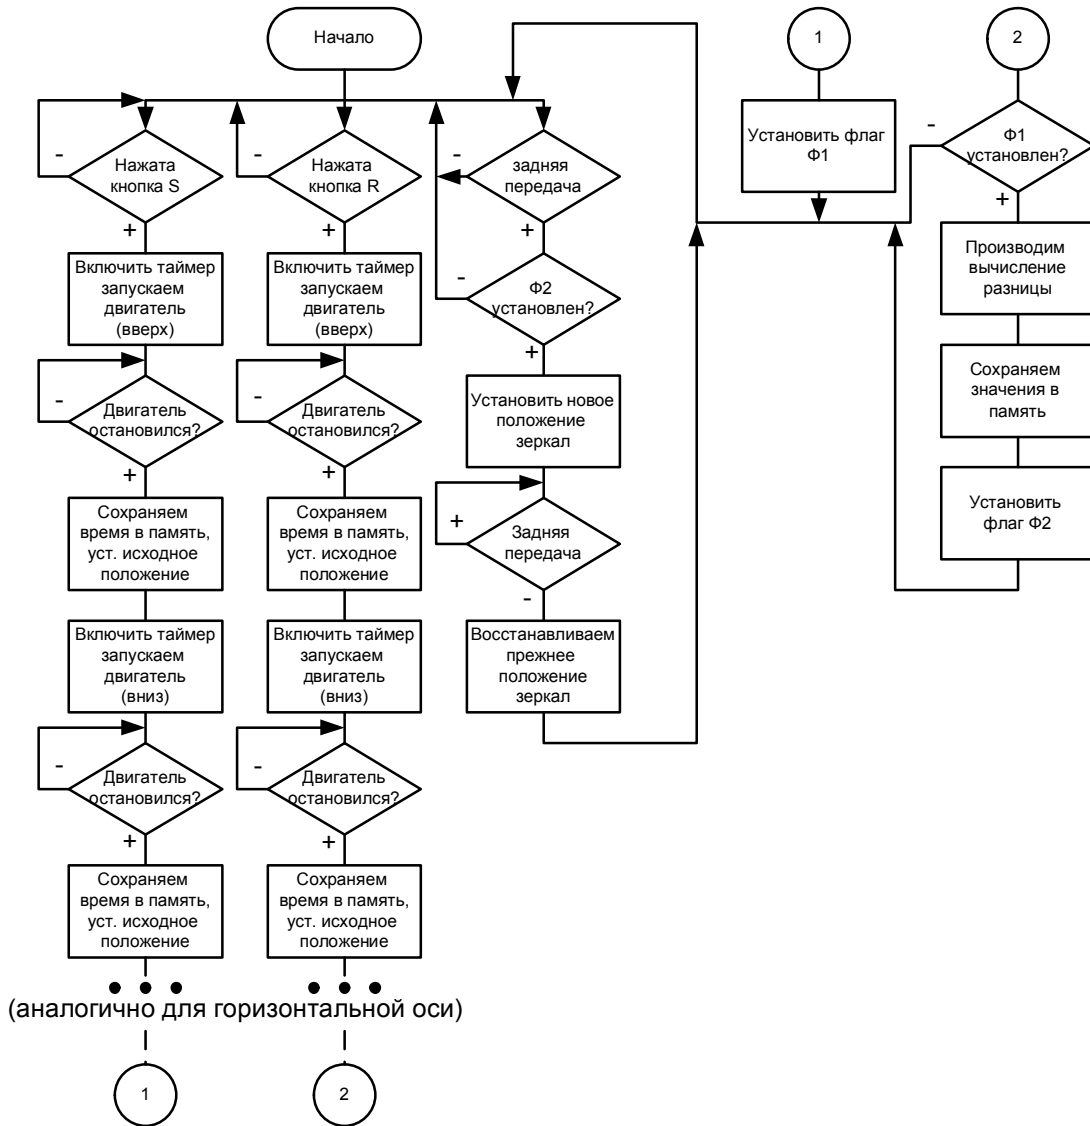 Начало
1
2
-
Нажата
кнопка S
+
Включить таймер
запускаем
двигатель
(вверх)
-
Двигатель
остановился?
+
Сохраняем
время в память,
уст. исходное
положение
Включить таймер
запускаем
двигатель
(вниз)
-
Двигатель
остановился?
+
Сохраняем
время в память,
уст. исходное
положение
-
Нажата
кнопка R
+
Включить таймер
запускаем
двигатель
(вверх)
-
Двигатель
остановился?
+
Сохраняем
время в память,
уст. исходное
положение
Включить таймер
запускаем
двигатель
(вниз)
-
Двигатель
остановился?
+
Сохраняем
время в память,
уст. исходное
положение
(аналогично для горизонтальной оси)
1
2
-
задняя
передача
+
-
Ф2
установлен?
+
Установить новое
положение
зеркал
+
Задняя
передача
-
Восстанавливаем
прежнее
положение
зеркал
Установить флаг
Ф1
-
Ф1
установлен?
+
Производим
вычисление
разницы
Сохраняем
значения в
память
Установить
флаг Ф2